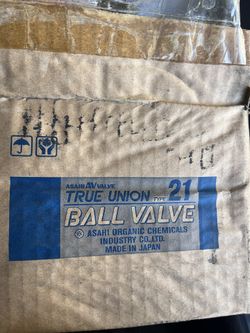 ASAHI AV VALVE
TRUE UNION TYPE 21
BALL VALVE
ASAHI ORGANIC CHEMICALS
INDUSTRY CO., LTD.
MADE IN JAPAN